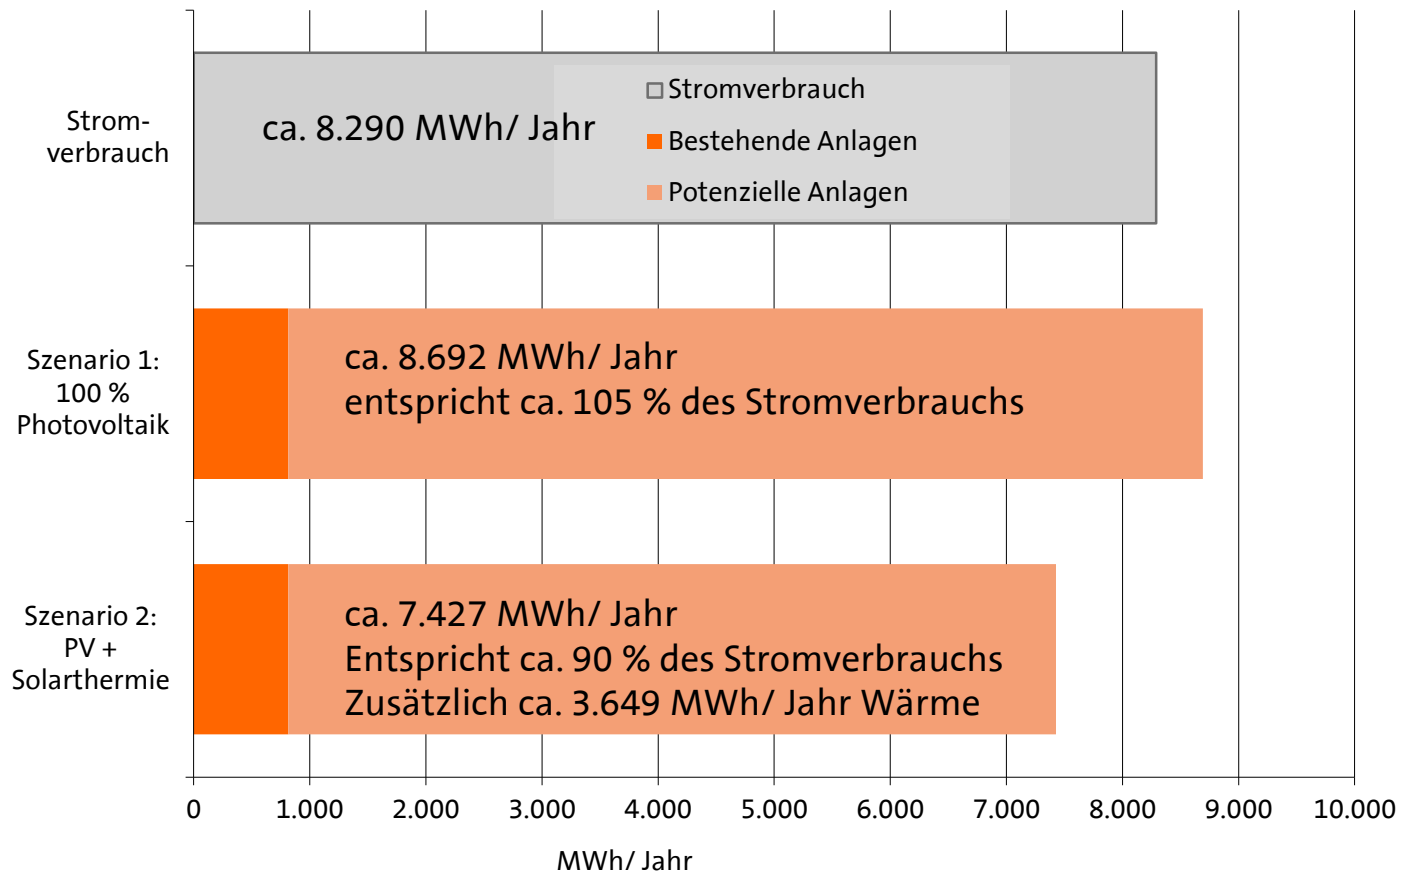 Strom-
verbrauch
ca. 8.290 MWh/ Jahr
Stromverbrauch
Bestehende Anlagen
Potenzielle Anlagen
Szenario 1:
100 %
Photovoltaik
ca. 8.692 MWh/ Jahr
entspricht ca. 105 % des Stromverbrauchs
Szenario 2:
PV +
Solarthermie
ca. 7.427 MWh/ Jahr
Entspricht ca. 90 % des Stromverbrauchs
Zusätzlich ca. 3.649 MWh/ Jahr Wärme
0 1.000 2.000 3.000 4.000 5.000 6.000 7.000 8.000 9.000 10.000
MWh/ Jahr